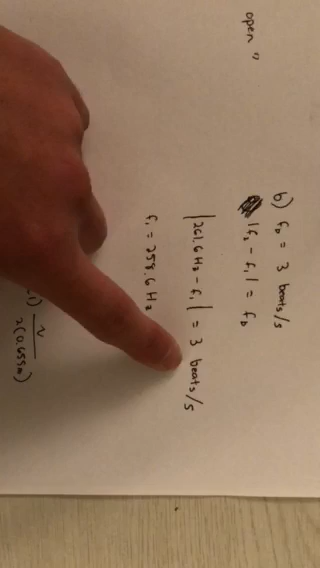 open "
b) fb = 3 beats/s
|f2 - f1| = fb
|261.6 Hz - f1| = 3 beats/s
f1 = 258.6 Hz
2(0.655m)